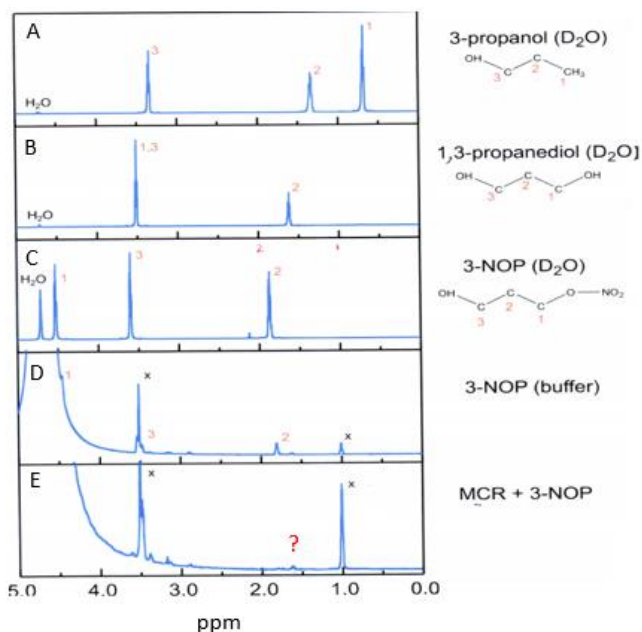 A
3
2
1
H₂O
3-propanol (D₂O)
OH
3
2
1
CH₃
B
1,3
2
H₂O
1,3-propanediol (D₂O]
OH
3
2
1
OH
C
H₂O
1
3
2
3-NOP (D₂O)
OH
3
2
1
O
NO₂
D
1
x
3
2
x
3-NOP (buffer)
E
x
?
x
MCR + 3-NOP
5.0 4.0 3.0 2.0 1.0 0.0
ppm